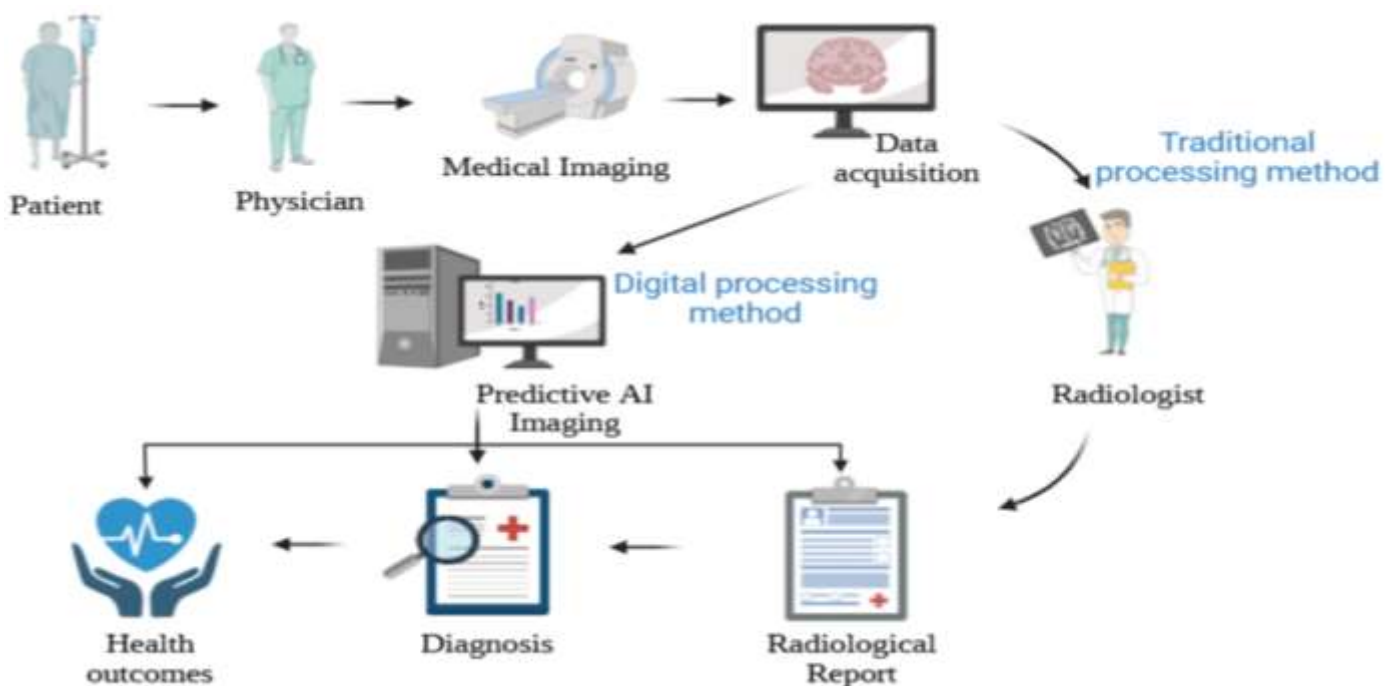 Patient
Physician
Medical Imaging
Data
acquisition
Traditional
processing method
Digital processing
method
Predictive AI
Imaging
Radiologist
Health
outcomes
Diagnosis
Radiological
Report